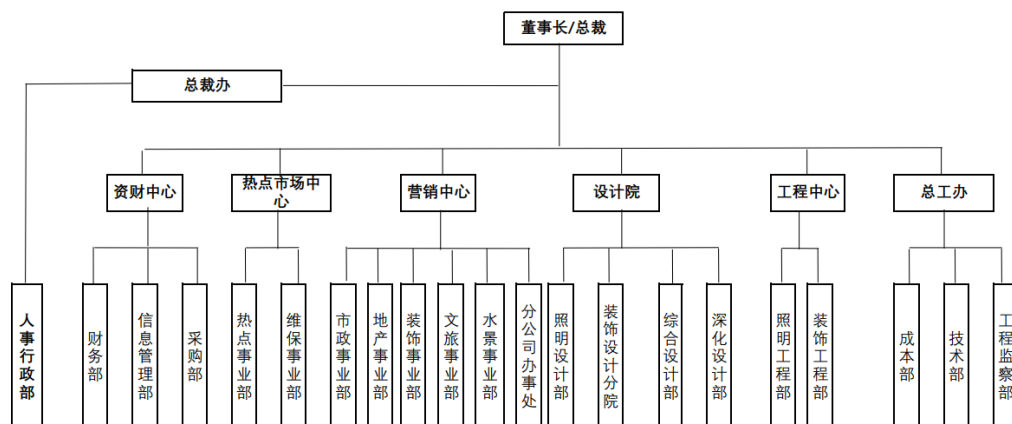 董事长/总裁
总裁办
资财中心
热点市场中
心
营销中心
设计院
工程中心
总工办
人事行政部
财务部
信息管理部
采购部
热点事业部
维保事业部
市政事业部
地产事业部
装饰事业部
文旅事业部
水景事业部
分公司办事处
照明设计部
装饰设计分院
综合设计部
深化设计部
照明工程部
装饰工程部
成本部
技术部
工程监察部